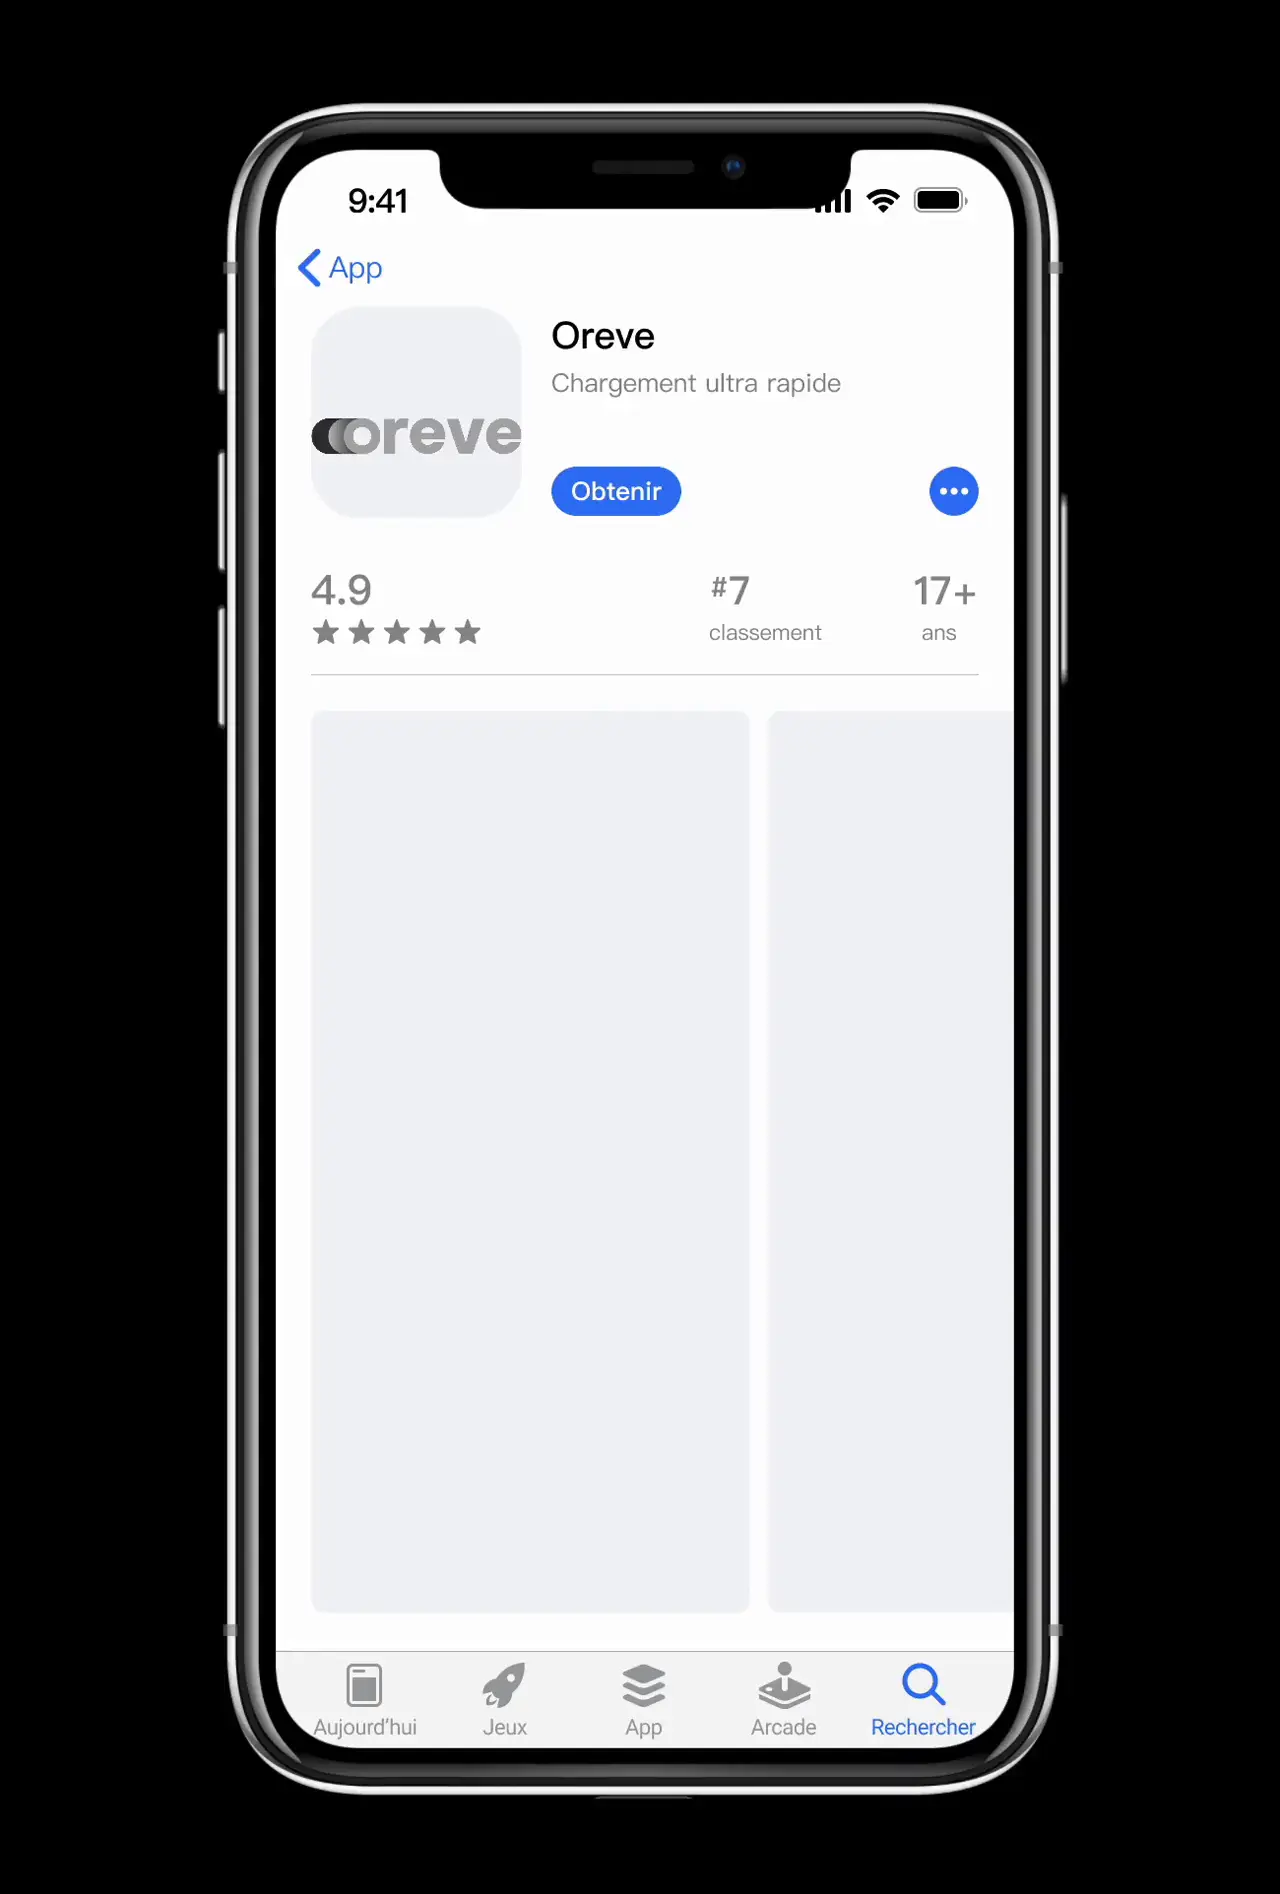 9:41
App
Oreve
Chargement ultra rapide
oreve
Obtenir
4.9
#7
17+
classement
ans
Aujourd'hui
Jeux
App
Arcade
Rechercher